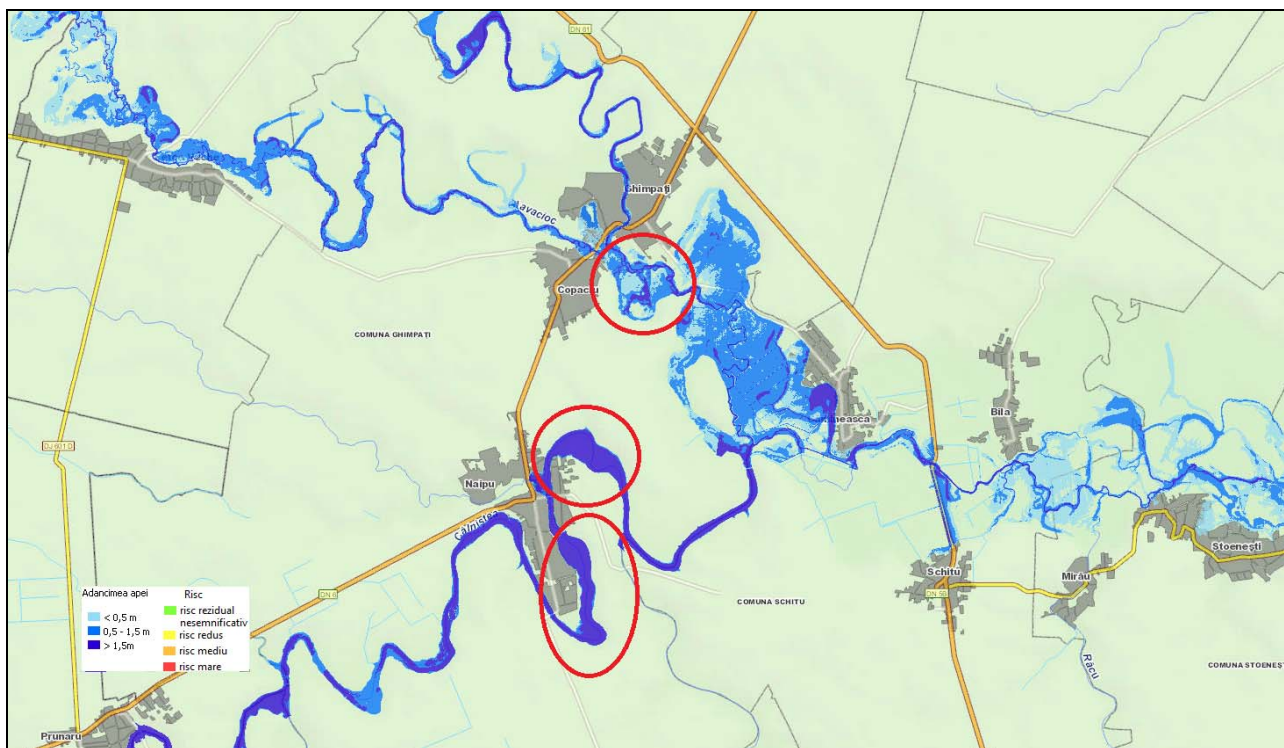 DN 61
Ghimpați
Lavacioc
Copaciu
COMUNA GHIMPAȚI
DJ 601 D
Bila
Naipu
Câlniștea
Stoenești
Schitu
Mirău
DN 6
COMUNA SCHITU
DN 5B
Râcu
COMUNA STOENEȘT
Prunaru
Adancimea apei
< 0,5 m
0,5 - 1,5 m
> 1,5m
Risc
risc rezidual
nesemnificativ
risc redus
risc mediu
risc mare